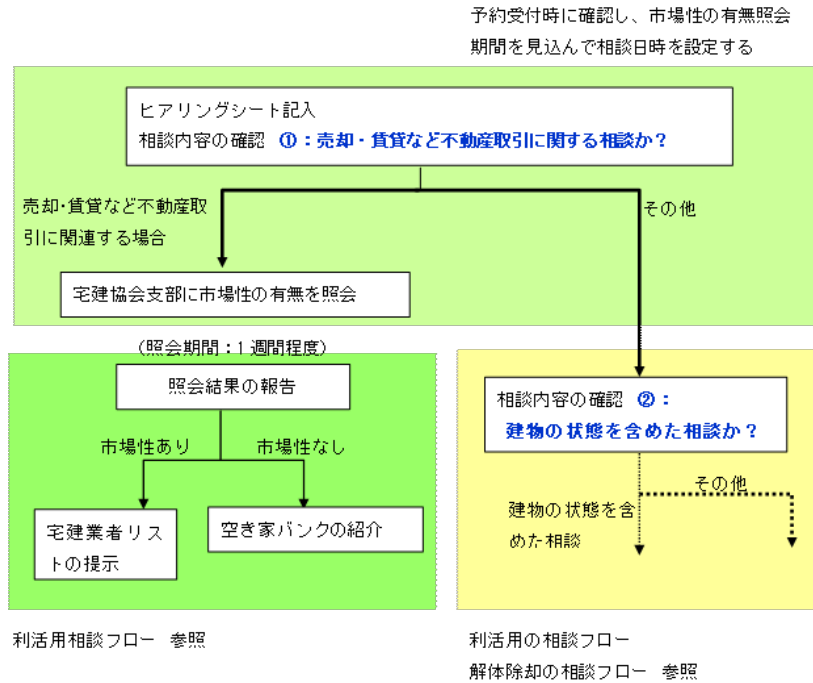 予約受付時に確認し、市場性の有無照会
期間を見込んで相談日時を設定する
ヒアリングシート記入
相談内容の確認 ①：売却・賃貸など不動産取引に関する相談か？
売却・賃貸など不動産取
引に関連する場合
その他
宅建協会支部に市場性の有無を照会
（照会期間：1週間程度）
照会結果の報告
市場性あり
市場性なし
宅建業者リス
トの提示
空き家バンクの紹介
相談内容の確認 ②：
建物の状態を含めた相談か？
その他
建物の状態を含
めた相談
利活用相談フロー 参照
利活用の相談フロー
解体除却の相談フロー 参照